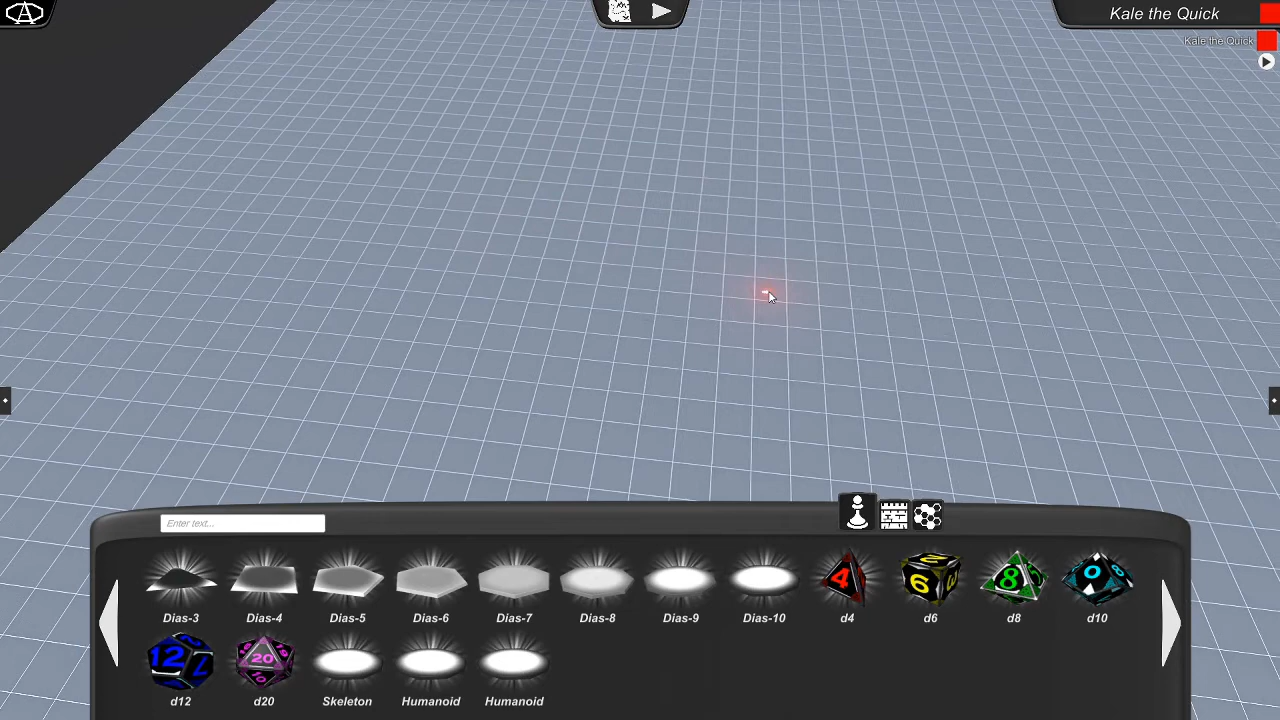 Kale the Quick
Kale the Quick
Enter text...
Dias-3 Dias-4 Dias-5 Dias-6 Dias-7 Dias-8 Dias-9 Dias-10 d4 d6 d8 d10
d12 d20 Skeleton Humanoid Humanoid